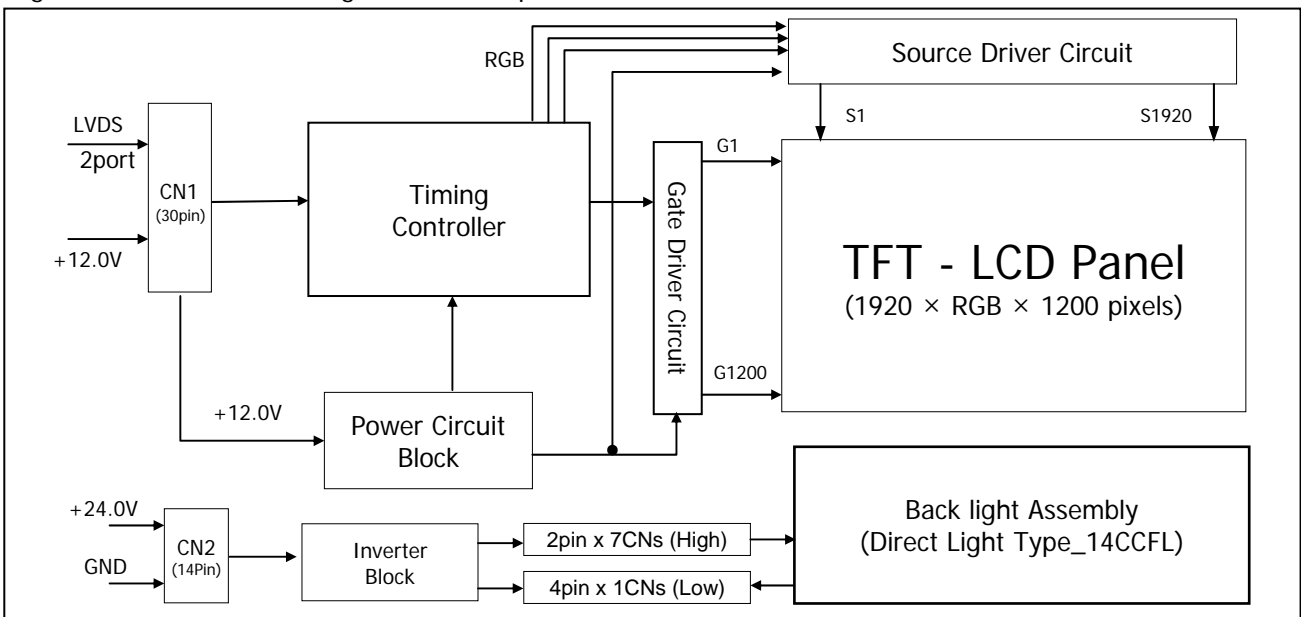 RGB
Source Driver Circuit
S1
S1920
LVDS
2port
CN1
(30pin)
+12.0V
Timing
Controller
Gate Driver Circuit
G1
G1200
TFT - LCD Panel
(1920 × RGB × 1200 pixels)
+12.0V
Power Circuit
Block
+24.0V
GND
CN2
(14Pin)
Inverter
Block
2pin x 7CNs (High)
4pin x 1CNs (Low)
Back light Assembly
(Direct Light Type_14CCFL)